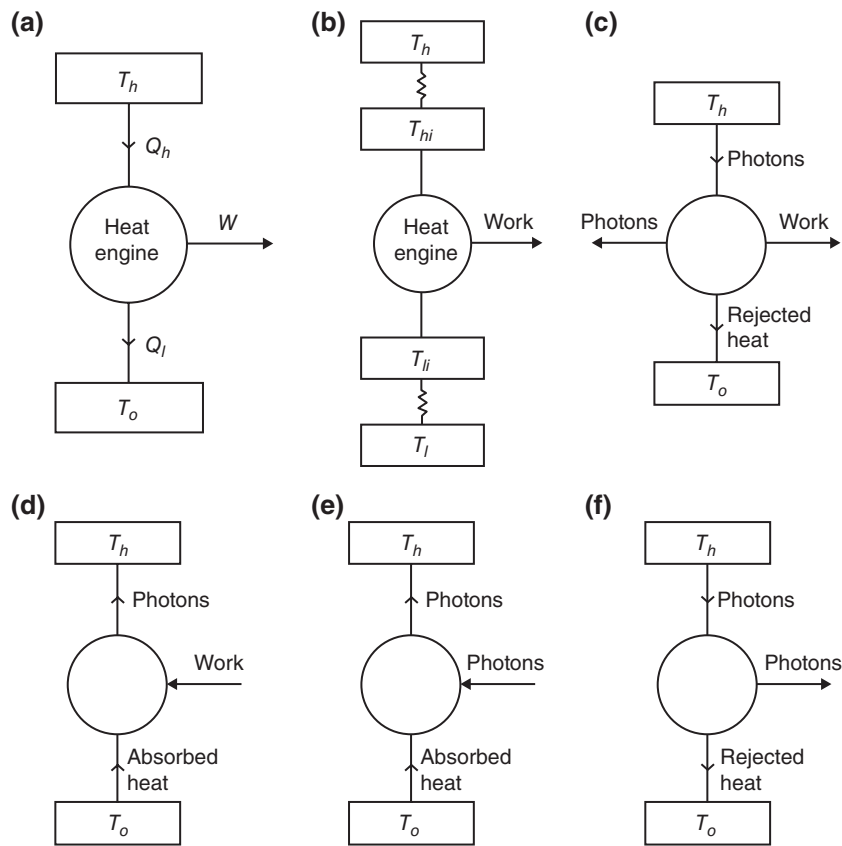 (a)
T_h
Q_h
Heat
engine
W
Q_l
T_o
(b)
T_h
T_hi
Heat
engine
Work
T_li
T_l
(c)
T_h
Photons
Photons
Work
Rejected
heat
T_o
(d)
T_h
Photons
Work
Absorbed
heat
T_o
(e)
T_h
Photons
Photons
Absorbed
heat
T_o
(f)
T_h
Photons
Photons
Rejected
heat
T_o